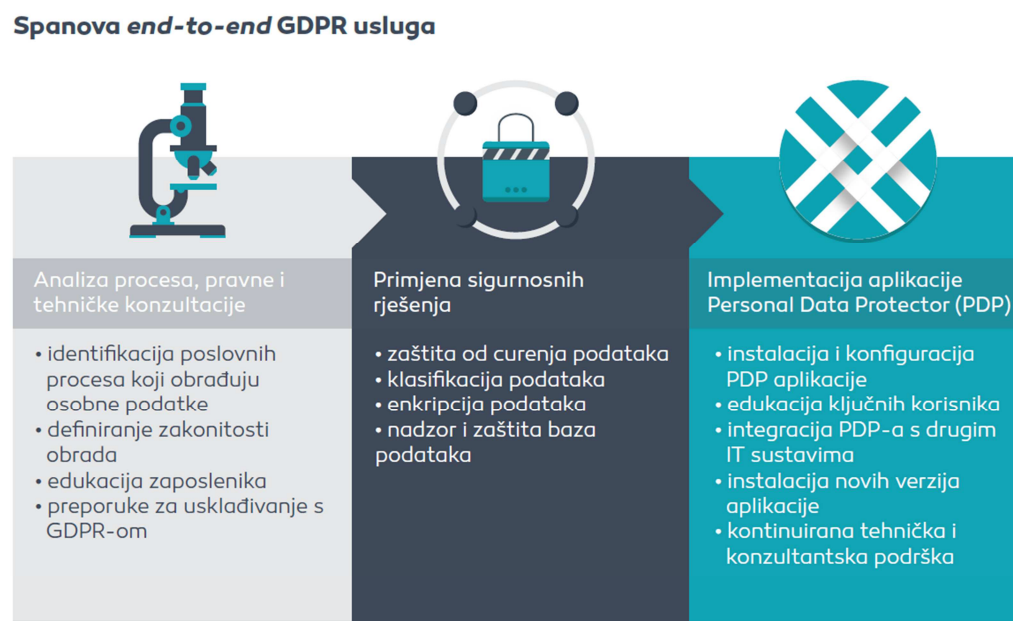 Spanova end-to-end GDPR usluga
Analiza procesa, pravne i
tehničke konzultacije
• identifikacija poslovnih
procesa koji obrađuju
osobne podatke
• definiranje zakonitosti
obrada
• edukacija zaposlenika
• preporuke za usklađivanje s
GDPR-om
Primjena sigurnosnih
rješenja
• zaštita od curenja podataka
• klasifikacija podataka
• enkripcija podataka
• nadzor i zaštita baza
podataka
Implementacija aplikacije
Personal Data Protector (PDP)
• instalacija i konfiguracija
PDP aplikacije
• edukacija ključnih korisnika
• integracija PDP-a s drugim
IT sustavima
• instalacija novih verzija
aplikacije
• kontinuirana tehnička i
konzultantska podrška